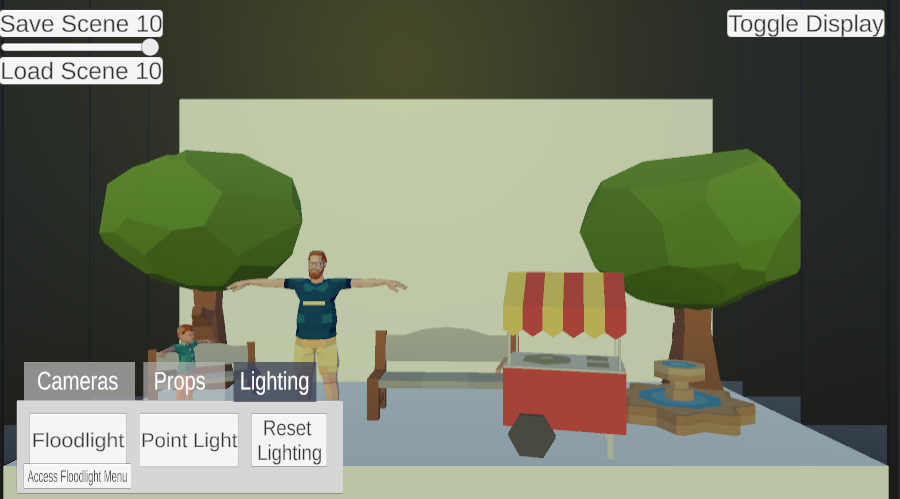 Save Scene 10
Toggle Display
Load Scene 10
Cameras
Props
Lighting
Floodlight
Point Light
Reset
Lighting
Access Floodlight Menu